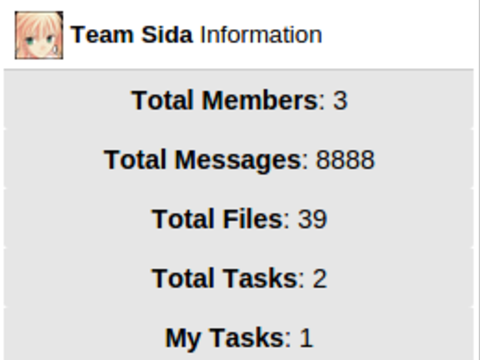 Team Sida Information
Total Members: 3
Total Messages: 8888
Total Files: 39
Total Tasks: 2
My Tasks: 1